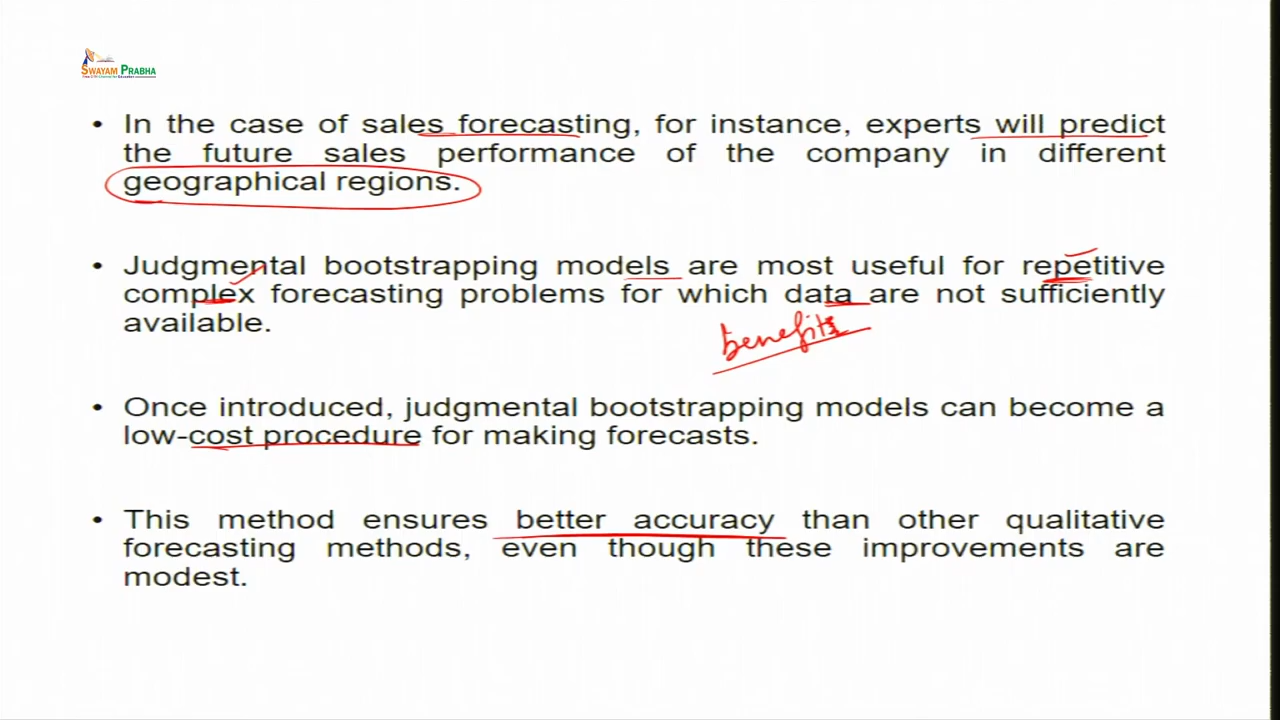 SWAYAM PRABHA
• In the case of sales forecasting, for instance, experts will predict
the future sales performance of the company in different
geographical regions.
• Judgmental bootstrapping models are most useful for repetitive
complex forecasting problems for which data are not sufficiently
available.
benefits
• Once introduced, judgmental bootstrapping models can become a
low-cost procedure for making forecasts.
• This method ensures better accuracy than other qualitative
forecasting methods, even though these improvements are
modest.